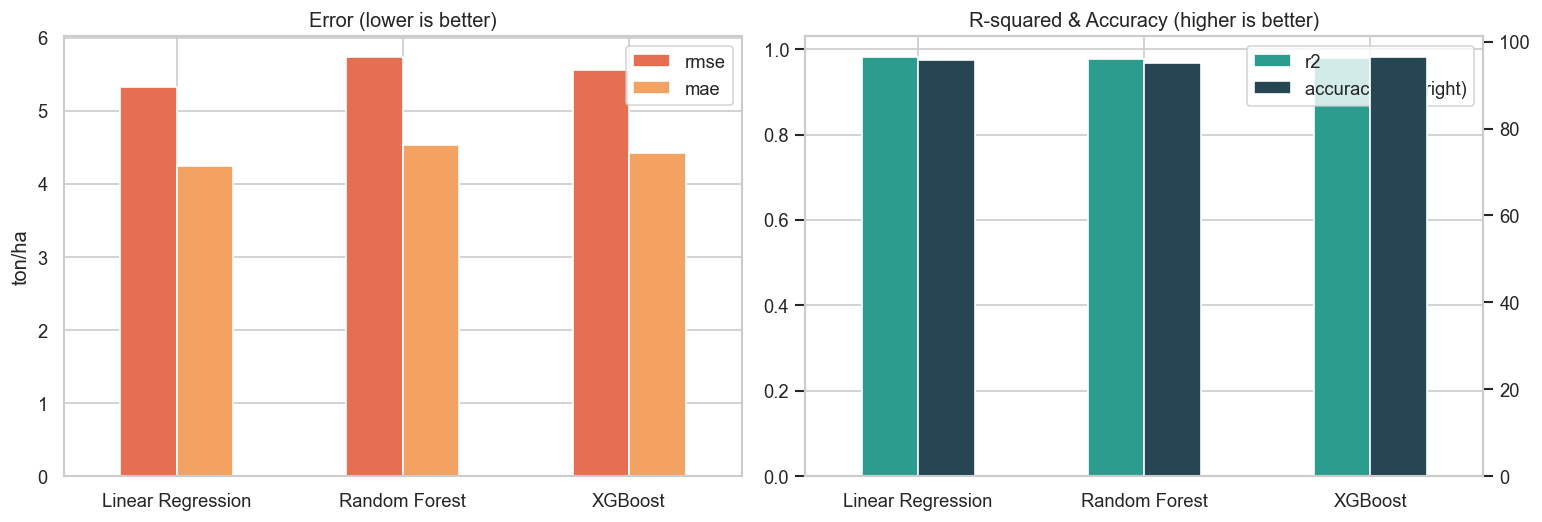 Error (lower is better)
6
5
4
3
2
1
0
ton/ha
rmse
mae
Linear Regression
Random Forest
XGBoost
R-squared & Accuracy (higher is better)
1.0
0.8
0.6
0.4
0.2
0.0
r2
accurac right)
100
80
60
40
20
0
Linear Regression
Random Forest
XGBoost